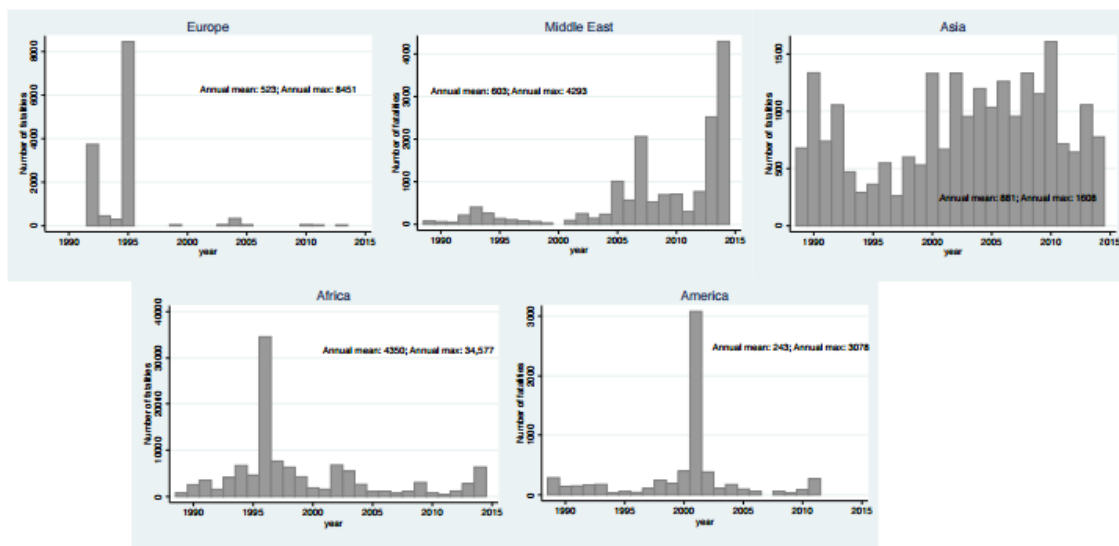 Europe
Number of fatalities
0 2000 4000 6000 8000
Annual mean: 523; Annual max: 8451
1990 1995 2000 2005 2010 2015
year
Middle East
Number of fatalities
0 1000 2000 3000 4000
Annual mean: 603; Annual max: 4293
1990 1995 2000 2005 2010 2015
year
Asia
Number of fatalities
0 500 1000 1500
Annual mean: 881; Annual max: 1608
1990 1995 2000 2005 2010 2015
year
Africa
Number of fatalities
0 10000 20000 30000 40000
Annual mean: 4350; Annual max: 34,577
1990 1995 2000 2005 2010 2015
year
America
Number of fatalities
0 1000 2000 3000
Annual mean: 243; Annual max: 3078
1990 1995 2000 2005 2010 2015
year